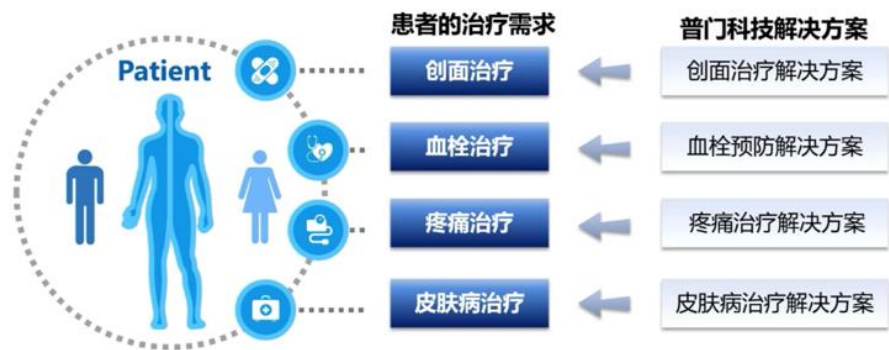 患者的治疗需求
普门科技解决方案
Patient
创面治疗
创面治疗解决方案
血栓治疗
血栓预防解决方案
疼痛治疗
疼痛治疗解决方案
皮肤病治疗
皮肤病治疗解决方案